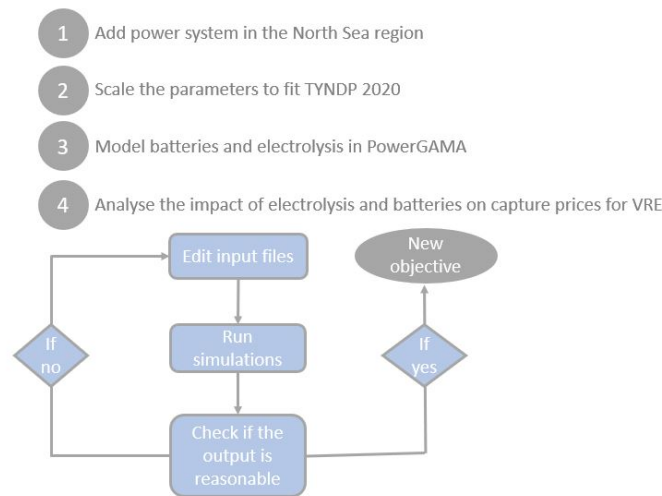 1 Add power system in the North Sea region
2 Scale the parameters to fit TYNDP 2020
3 Model batteries and electrolysis in PowerGAMA
4 Analyse the impact of electrolysis and batteries on capture prices for VRE
Edit input files
New
objective
If
no
Run
simulations
If
yes
Check if the
output is
reasonable